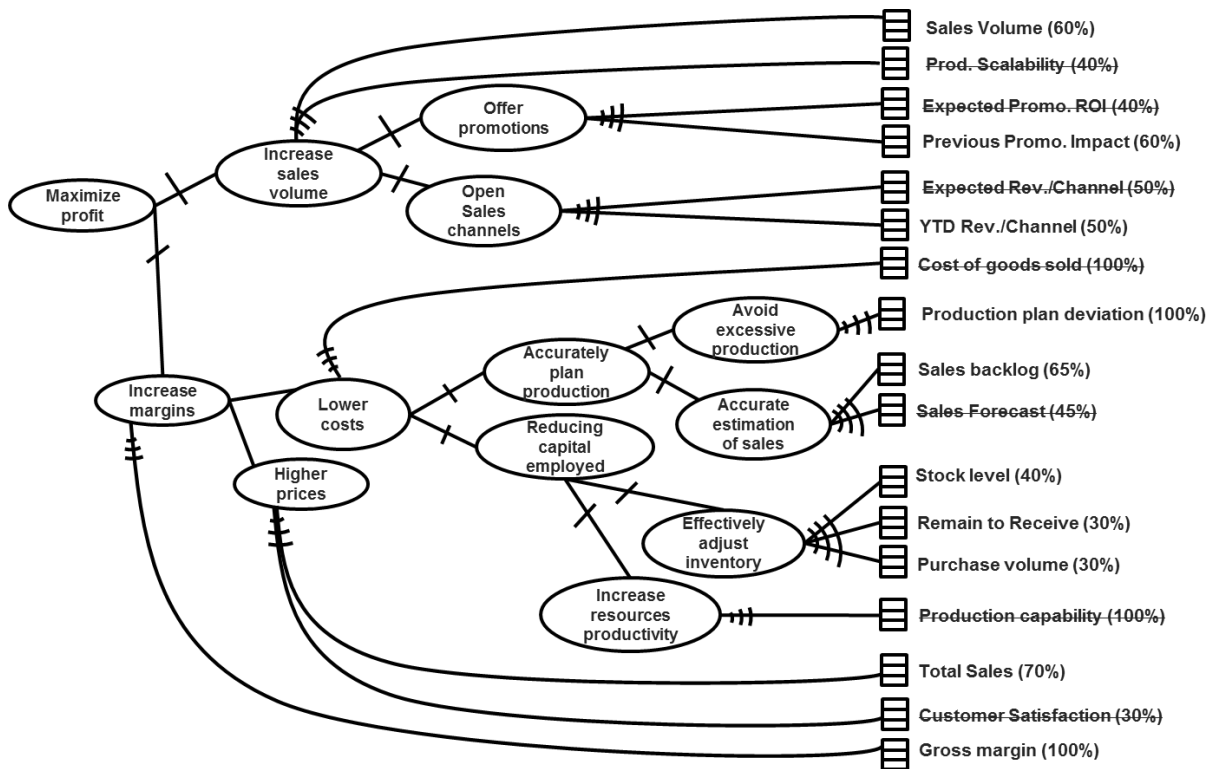 Sales Volume (60%)
Prod. Scalability (40%)
Expected Promo. ROI (40%)
Previous Promo. Impact (60%)
Expected Rev./Channel (50%)
YTD Rev./Channel (50%)
Cost of goods sold (100%)
Production plan deviation (100%)
Sales backlog (65%)
Sales Forecast (45%)
Stock level (40%)
Remain to Receive (30%)
Purchase volume (30%)
Production capability (100%)
Total Sales (70%)
Customer Satisfaction (30%)
Gross margin (100%)
Maximize
profit
Increase
sales
volume
Offer
promotions
Open
Sales
channels
Increase
margins
Lower
costs
Higher
prices
Accurately
plan
production
Avoid
excessive
production
Accurate
estimation
of sales
Reducing
capital
employed
Effectively
adjust
inventory
Increase
resources
productivity